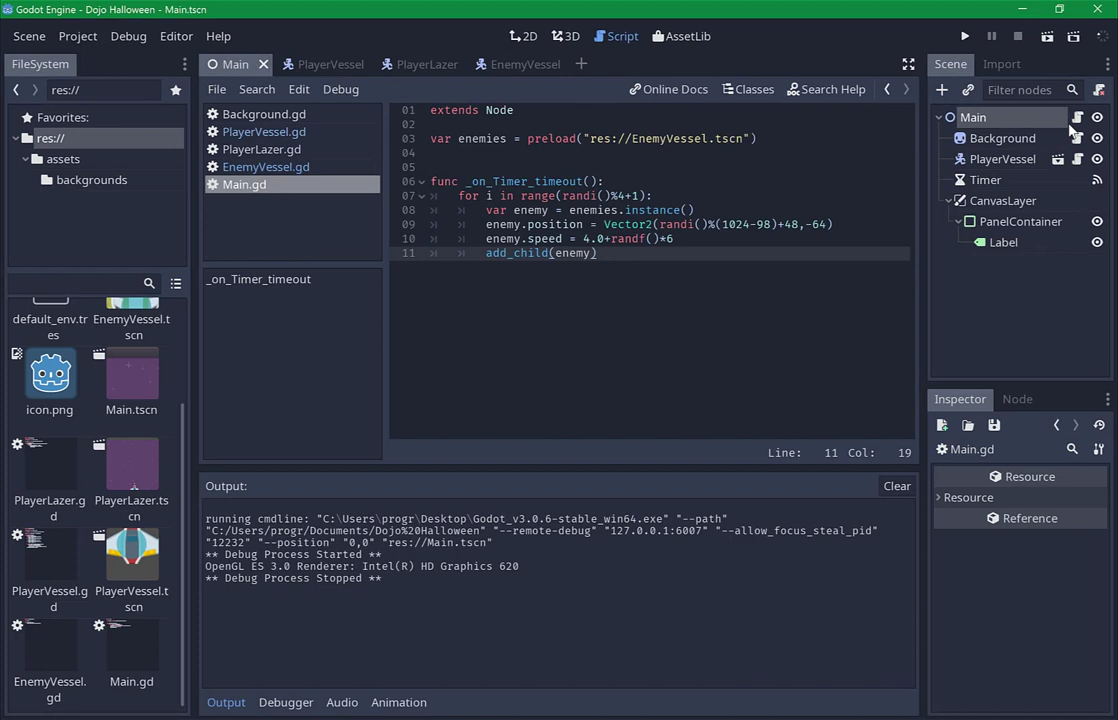 Godot Engine - Dojo Halloween - Main.tscn
Scene Project Debug Editor Help
2D 3D Script AssetLib
FileSystem
res://
Favorites:
res://
assets
backgrounds
default_env.tres
EnemyVessel.tscn
icon.png
Main.tscn
PlayerLazer.gd
PlayerLazer.tscn
PlayerVessel.gd
PlayerVessel.tscn
EnemyVessel.gd
Main.gd
Main PlayerVessel PlayerLazer EnemyVessel
File Search Edit Debug
Online Docs Classes Search Help
Background.gd
PlayerVessel.gd
PlayerLazer.gd
EnemyVessel.gd
Main.gd
_on_Timer_timeout
01 extends Node
02
03 var enemies = preload("res://EnemyVessel.tscn")
04
05
06 func _on_Timer_timeout():
07 for i in range(randi()%4+1):
08 var enemy = enemies.instance()
09 enemy.position = Vector2(randi()%(1024-98)+48,-64)
10 enemy.speed = 4.0+randf()*6
11 add_child(enemy)
Line: 11 Col: 19
Output:
Clear
running cmdline: "C:\Users\progr\Desktop\Godot_v3.0.6-stable_win64.exe" "--path"
"C:/Users/progr/Documents/Dojo%20Halloween" "--remote-debug" "127.0.0.1:6007" "--allow_focus_steal_pid"
"12232" "--position" "0,0" "res://Main.tscn"
** Debug Process Started **
OpenGL ES 3.0 Renderer: Intel(R) HD Graphics 620
** Debug Process Stopped **
Output Debugger Audio Animation
Scene Import
Filter nodes
Main
Background
PlayerVessel
Timer
CanvasLayer
PanelContainer
Label
Inspector Node
Main.gd
Resource
Resource
Reference